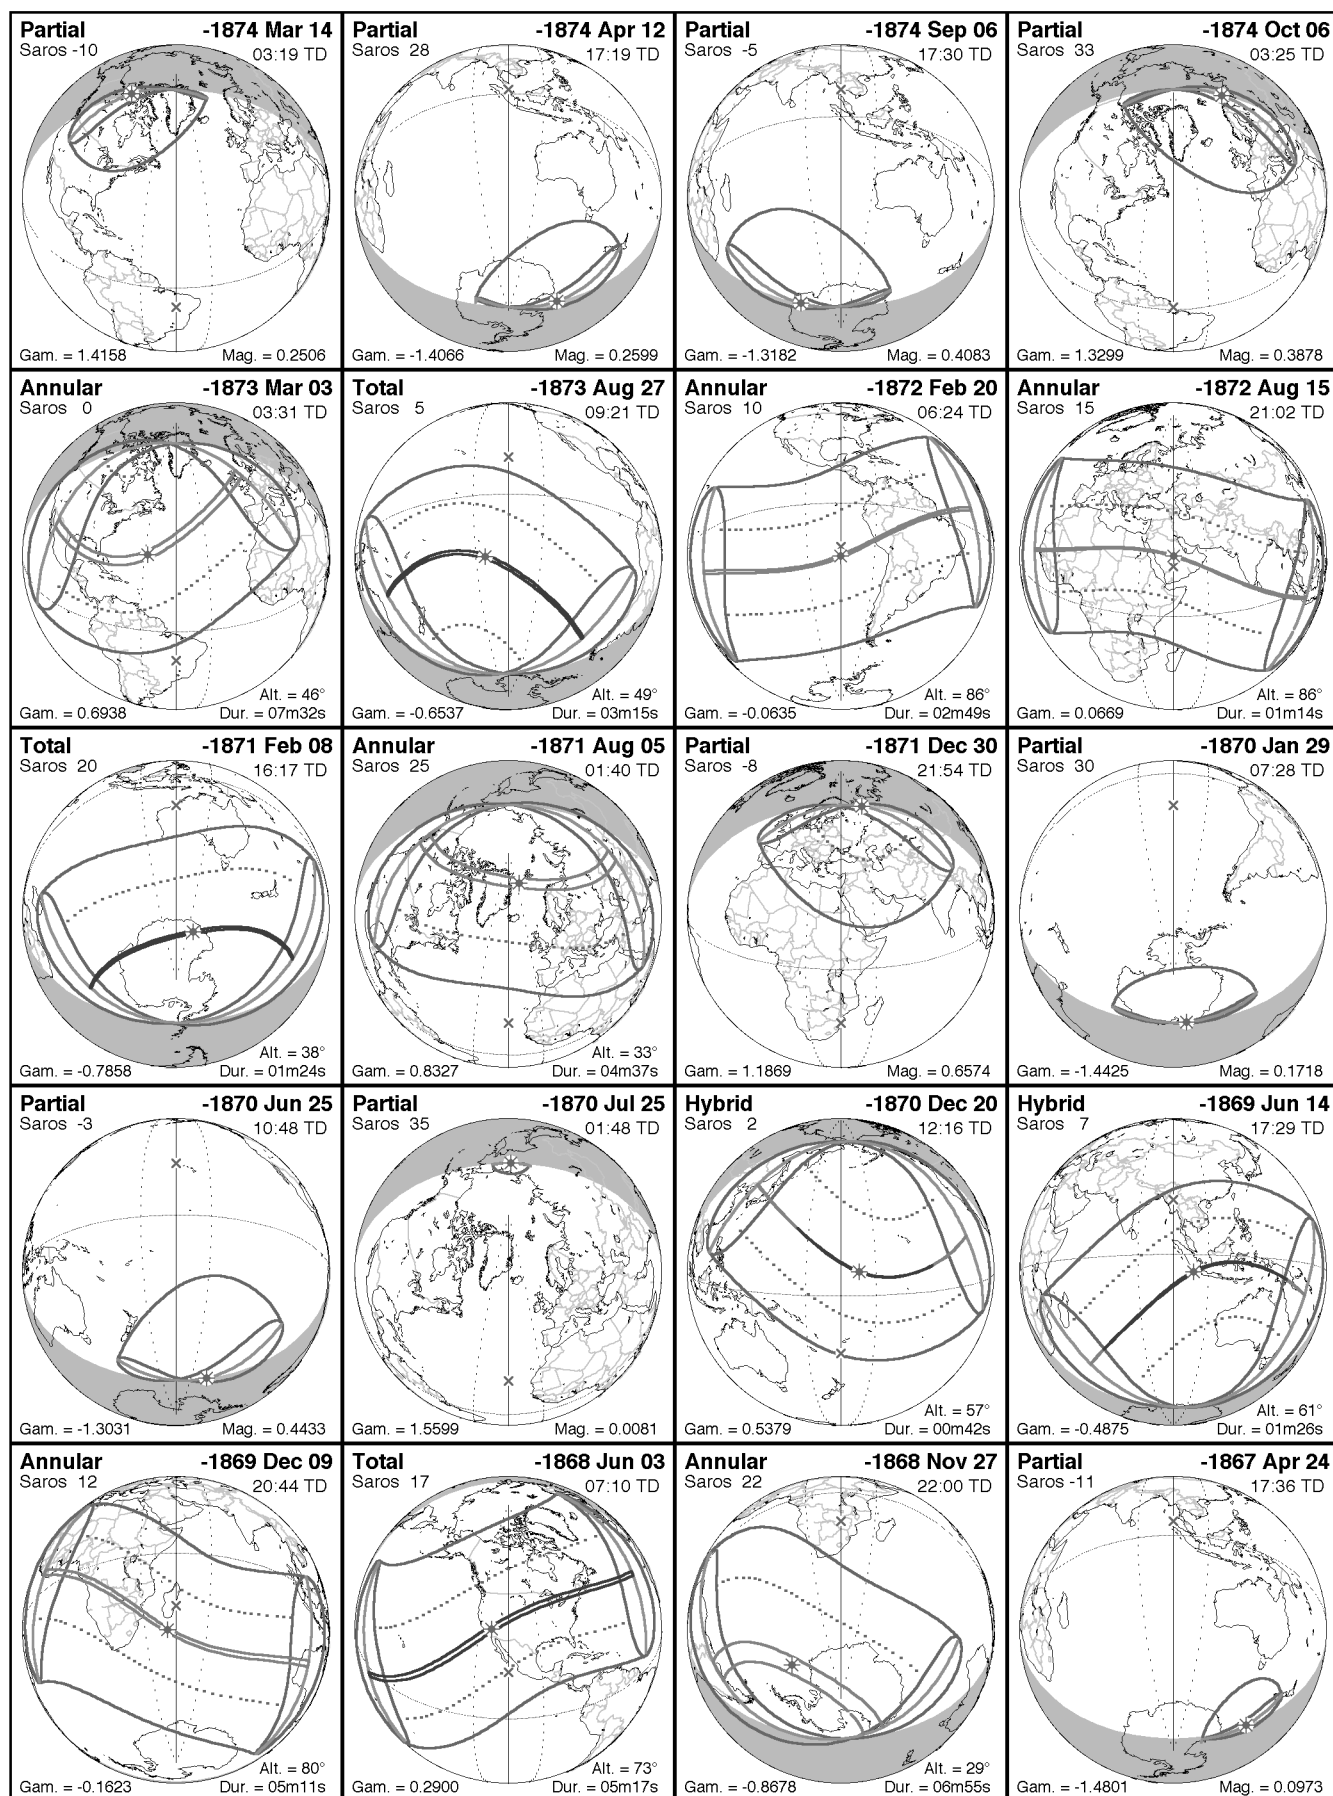 Partial -1874 Mar 14
Saros -10 03:19 TD
Gam. = 1.4158 Mag. = 0.2506
Partial -1874 Apr 12
Saros 28 17:19 TD
Gam. = -1.4066 Mag. = 0.2599
Partial -1874 Sep 06
Saros -5 17:30 TD
Gam. = -1.3182 Mag. = 0.4083
Partial -1874 Oct 06
Saros 33 03:25 TD
Gam. = 1.3299 Mag. = 0.3878
Annular -1873 Mar 03
Saros 0 03:31 TD
Alt. = 46°
Gam. = 0.6938 Dur. = 07m32s
Total -1873 Aug 27
Saros 5 09:21 TD
Alt. = 49°
Gam. = -0.6537 Dur. = 03m15s
Annular -1872 Feb 20
Saros 10 06:24 TD
Alt. = 86°
Gam. = -0.0635 Dur. = 02m49s
Annular -1872 Aug 15
Saros 15 21:02 TD
Alt. = 86°
Gam. = 0.0669 Dur. = 01m14s
Total -1871 Feb 08
Saros 20 16:17 TD
Alt. = 38°
Gam. = -0.7858 Dur. = 01m24s
Annular -1871 Aug 05
Saros 25 01:40 TD
Alt. = 33°
Gam. = 0.8327 Dur. = 04m37s
Partial -1871 Dec 30
Saros -8 21:54 TD
Gam. = 1.1869 Mag. = 0.6574
Partial -1870 Jan 29
Saros 30 07:28 TD
Gam. = -1.4425 Mag. = 0.1718
Partial -1870 Jun 25
Saros -3 10:48 TD
Gam. = -1.3031 Mag. = 0.4433
Partial -1870 Jul 25
Saros 35 01:48 TD
Gam. = 1.5599 Mag. = 0.0081
Hybrid -1870 Dec 20
Saros 2 12:16 TD
Alt. = 57°
Gam. = 0.5379 Dur. = 00m42s
Hybrid -1869 Jun 14
Saros 7 17:29 TD
Alt. = 61°
Gam. = -0.4875 Dur. = 01m26s
Annular -1869 Dec 09
Saros 12 20:44 TD
Alt. = 80°
Gam. = -0.1623 Dur. = 05m11s
Total -1868 Jun 03
Saros 17 07:10 TD
Alt. = 73°
Gam. = 0.2900 Dur. = 05m17s
Annular -1868 Nov 27
Saros 22 22:00 TD
Alt. = 29°
Gam. = -0.8678 Dur. = 06m55s
Partial -1867 Apr 24
Saros -11 17:36 TD
Gam. = -1.4801 Mag. = 0.0973